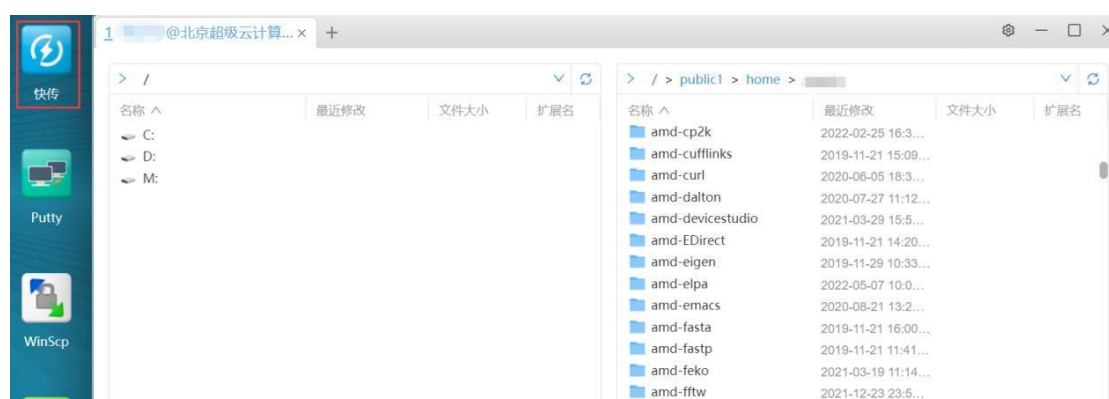 快传
Putty
WinScp
1 @北京超级云计算... × +
> /
名称 最近修改 文件大小 扩展名
C:
D:
M:
> / > public1 > home >
名称 最近修改 文件大小 扩展名
amd-cp2k 2022-02-25 16:3...
amd-cufflinks 2019-11-21 15:09...
amd-curl 2020-06-05 18:3...
amd-dalton 2020-07-27 11:12...
amd-devicestudio 2021-03-29 15:5...
amd-EDirect 2019-11-21 14:20...
amd-eigen 2019-11-29 10:33...
amd-elpa 2022-05-07 10:0...
amd-emacs 2020-08-21 13:2...
amd-fasta 2019-11-21 16:00...
amd-fastp 2019-11-21 11:41...
amd-feko 2021-03-19 11:14...
amd-fftw 2021-12-23 23:5...